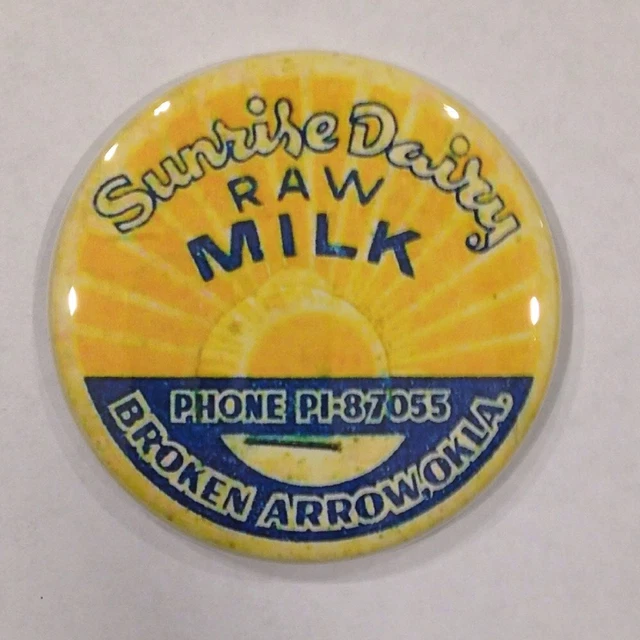 Sunrise Dairy
RAW
MILK
PHONE PI-87055
BROKEN ARROW, OKLA.